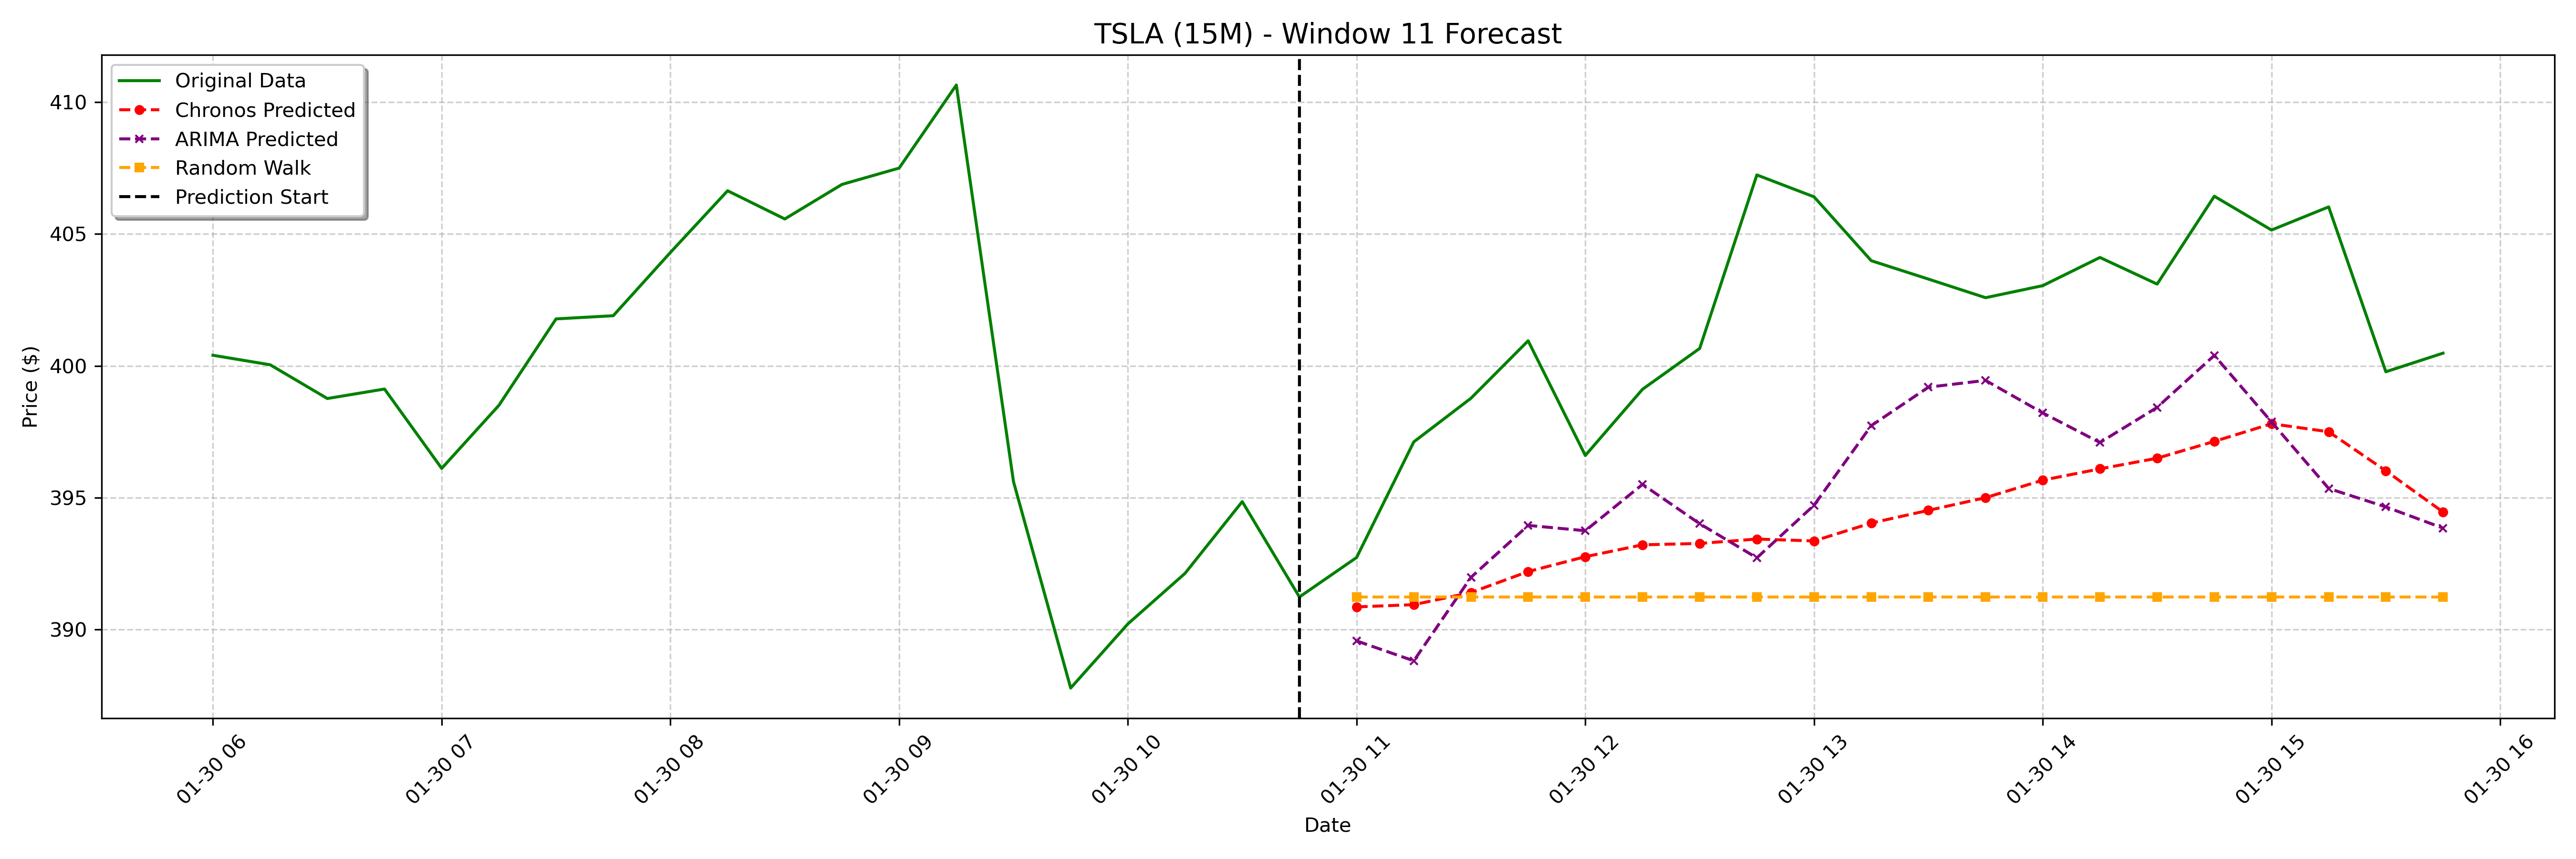 TSLA (15M) - Window 11 Forecast
Original Data
Chronos Predicted
ARIMA Predicted
Random Walk
Prediction Start
Price ($)
410
405
400
395
390
01-30 06
01-30 07
01-30 08
01-30 09
01-30 10
01-30 11
01-30 12
01-30 13
01-30 14
01-30 15
01-30 16
Date